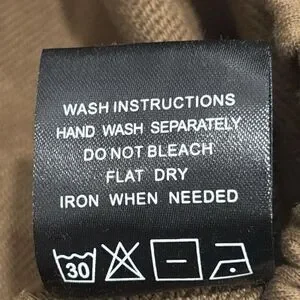 WASH INSTRUCTIONS
HAND WASH SEPARATELY
DO NOT BLEACH
FLAT DRY
IRON WHEN NEEDED
30